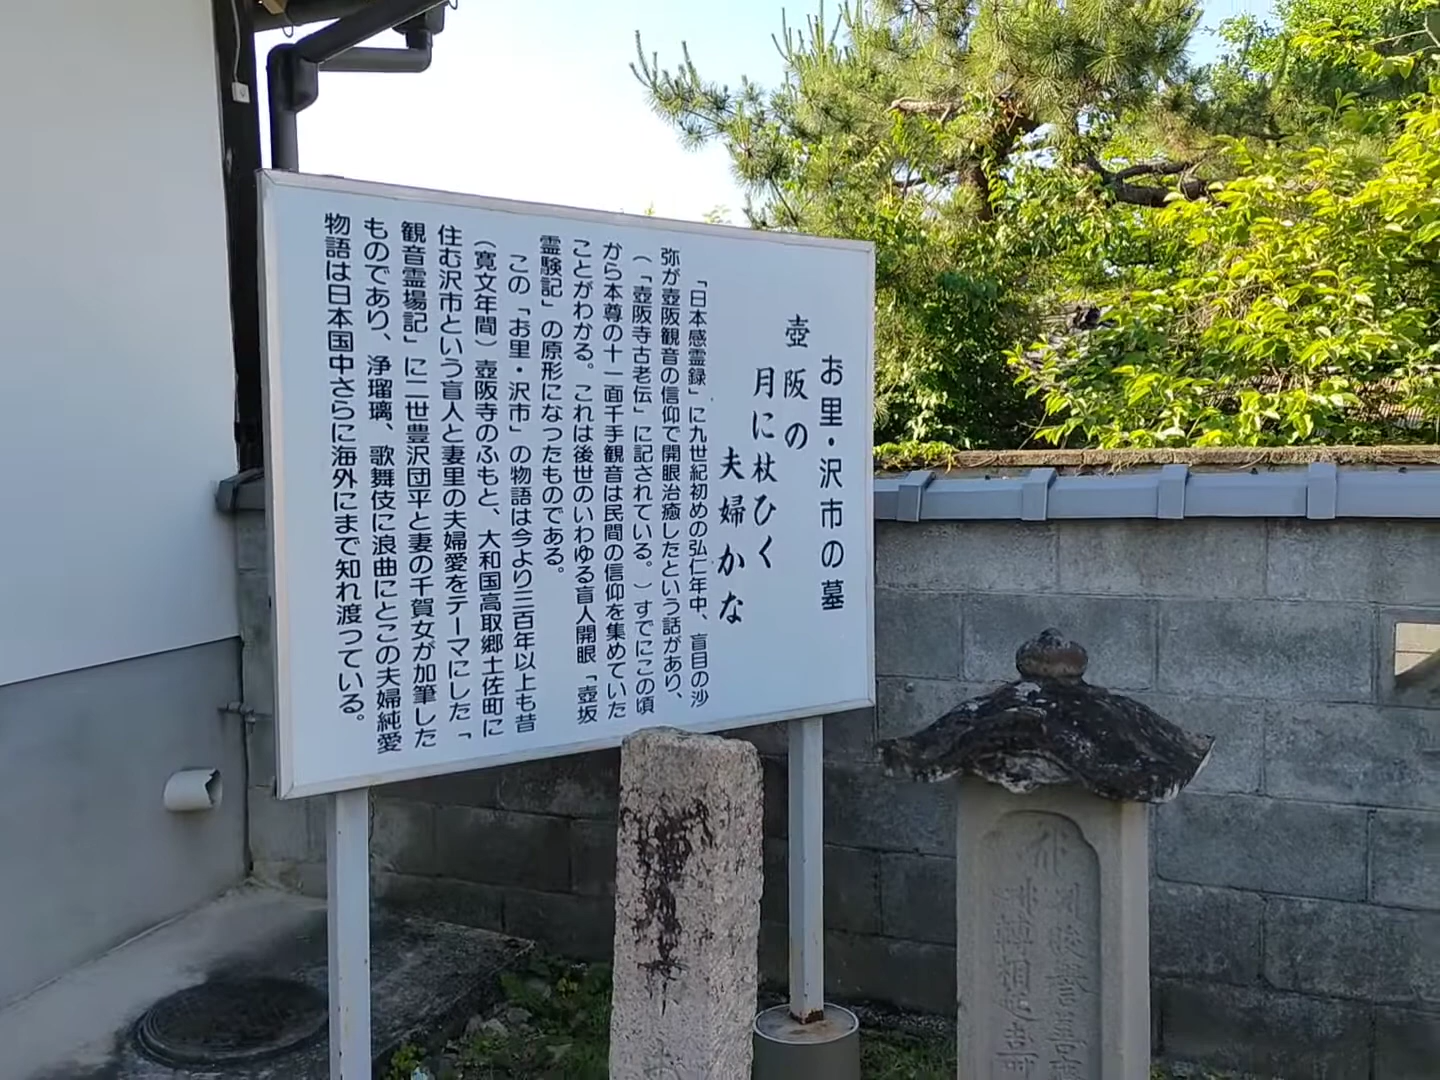 お里・沢市の墓
壺阪の
月に杖ひく
夫婦かな
「日本感霊録」に九世紀初めの弘仁年中、盲目の沙
弥が壺阪観音の信仰で開眼治癒したという話があり、
(「壺阪寺古老伝」に記されている。)すでにこの頃
から本尊の十一面千手観音は民間の信仰を集めていた
ことがわかる。これは後世のいわゆる盲人開眼「壺坂
霊験記」の原形になったものである。
この「お里・沢市」の物語は今より三百年以上も昔
(寛文年間)壺阪寺のふもと、大和国高取郷土佐町に
住む沢市という盲人と妻里の夫婦愛をテーマにした「
観音霊場記」に二世豊沢団平と妻の千賀女が加筆した
ものであり、浄瑠璃、歌舞伎に浪曲にとこの夫婦純愛
物語は日本国中さらに海外にまで知れ渡っている。